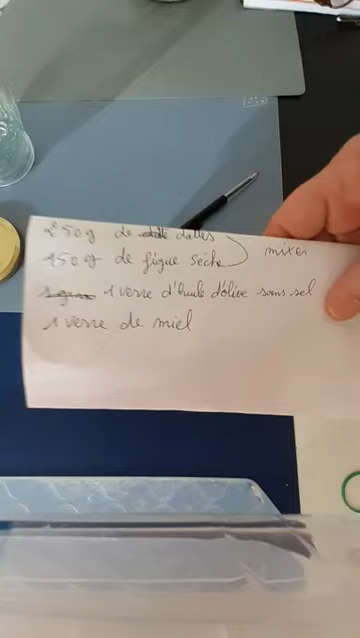 250g de dattes
150g de figue sèche mixer
1 verre d'huile d'olive sans sel
1 verre de miel